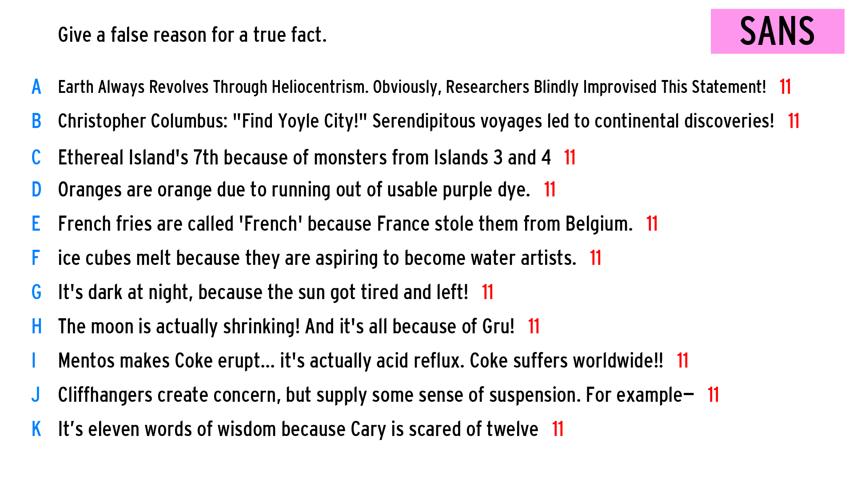 Give a false reason for a true fact.
SANS
A Earth Always Revolves Through Heliocentrism. Obviously, Researchers Blindly Improvised This Statement! 11
B Christopher Columbus: "Find Yoyle City!" Serendipitous voyages led to continental discoveries! 11
C Ethereal Island's 7th because of monsters from Islands 3 and 4 11
D Oranges are orange due to running out of usable purple dye. 11
E French fries are called 'French' because France stole them from Belgium. 11
F ice cubes melt because they are aspiring to become water artists. 11
G It's dark at night, because the sun got tired and left! 11
H The moon is actually shrinking! And it's all because of Gru! 11
I Mentos makes Coke erupt... it's actually acid reflux. Coke suffers worldwide!! 11
J Cliffhangers create concern, but supply some sense of suspension. For example— 11
K It’s eleven words of wisdom because Cary is scared of twelve 11